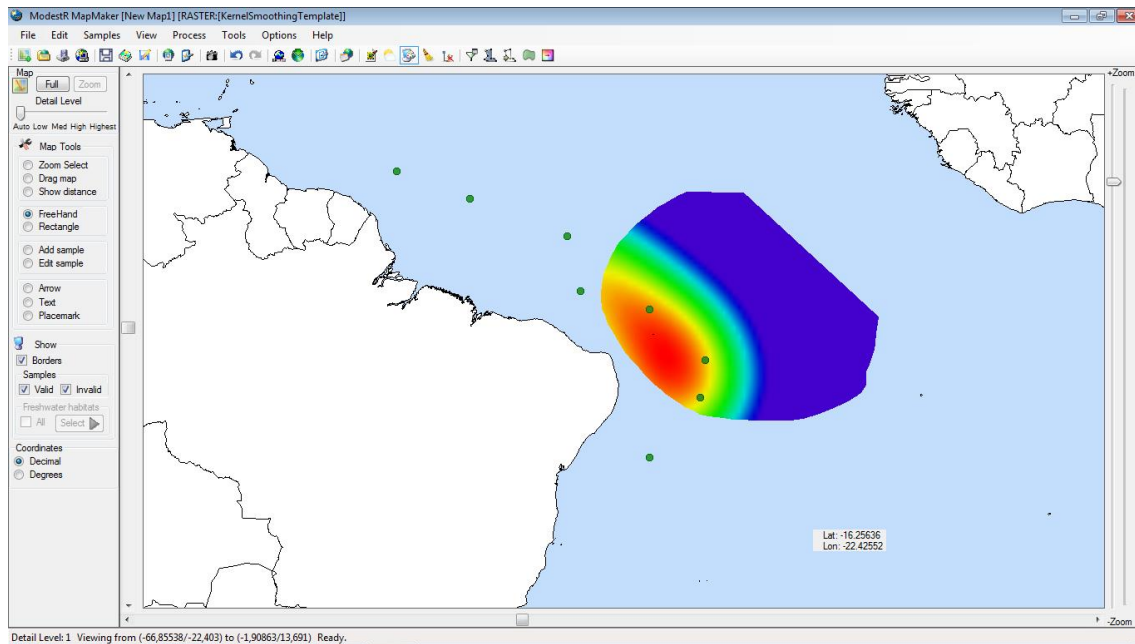 ModestR MapMaker [New Map1] [RASTER:[KernelSmoothingTemplate]]
File Edit Samples View Process Tools Options Help
Map
Full Zoom
Detail Level
Auto Low Med High Highest
Map Tools
Zoom Select
Drag map
Show distance
FreeHand
Rectangle
Add sample
Edit sample
Arrow
Text
Placemark
Show
Borders
Samples
Valid Invalid
Freshwater habitats
All Select
Coordinates
Decimal
Degrees
+Zoom
Lat: -16.25636
Lon: -22.42552
-Zoom
Detail Level: 1 Viewing from (-66,85538/-22,403) to (-1,90863/13,691) Ready.